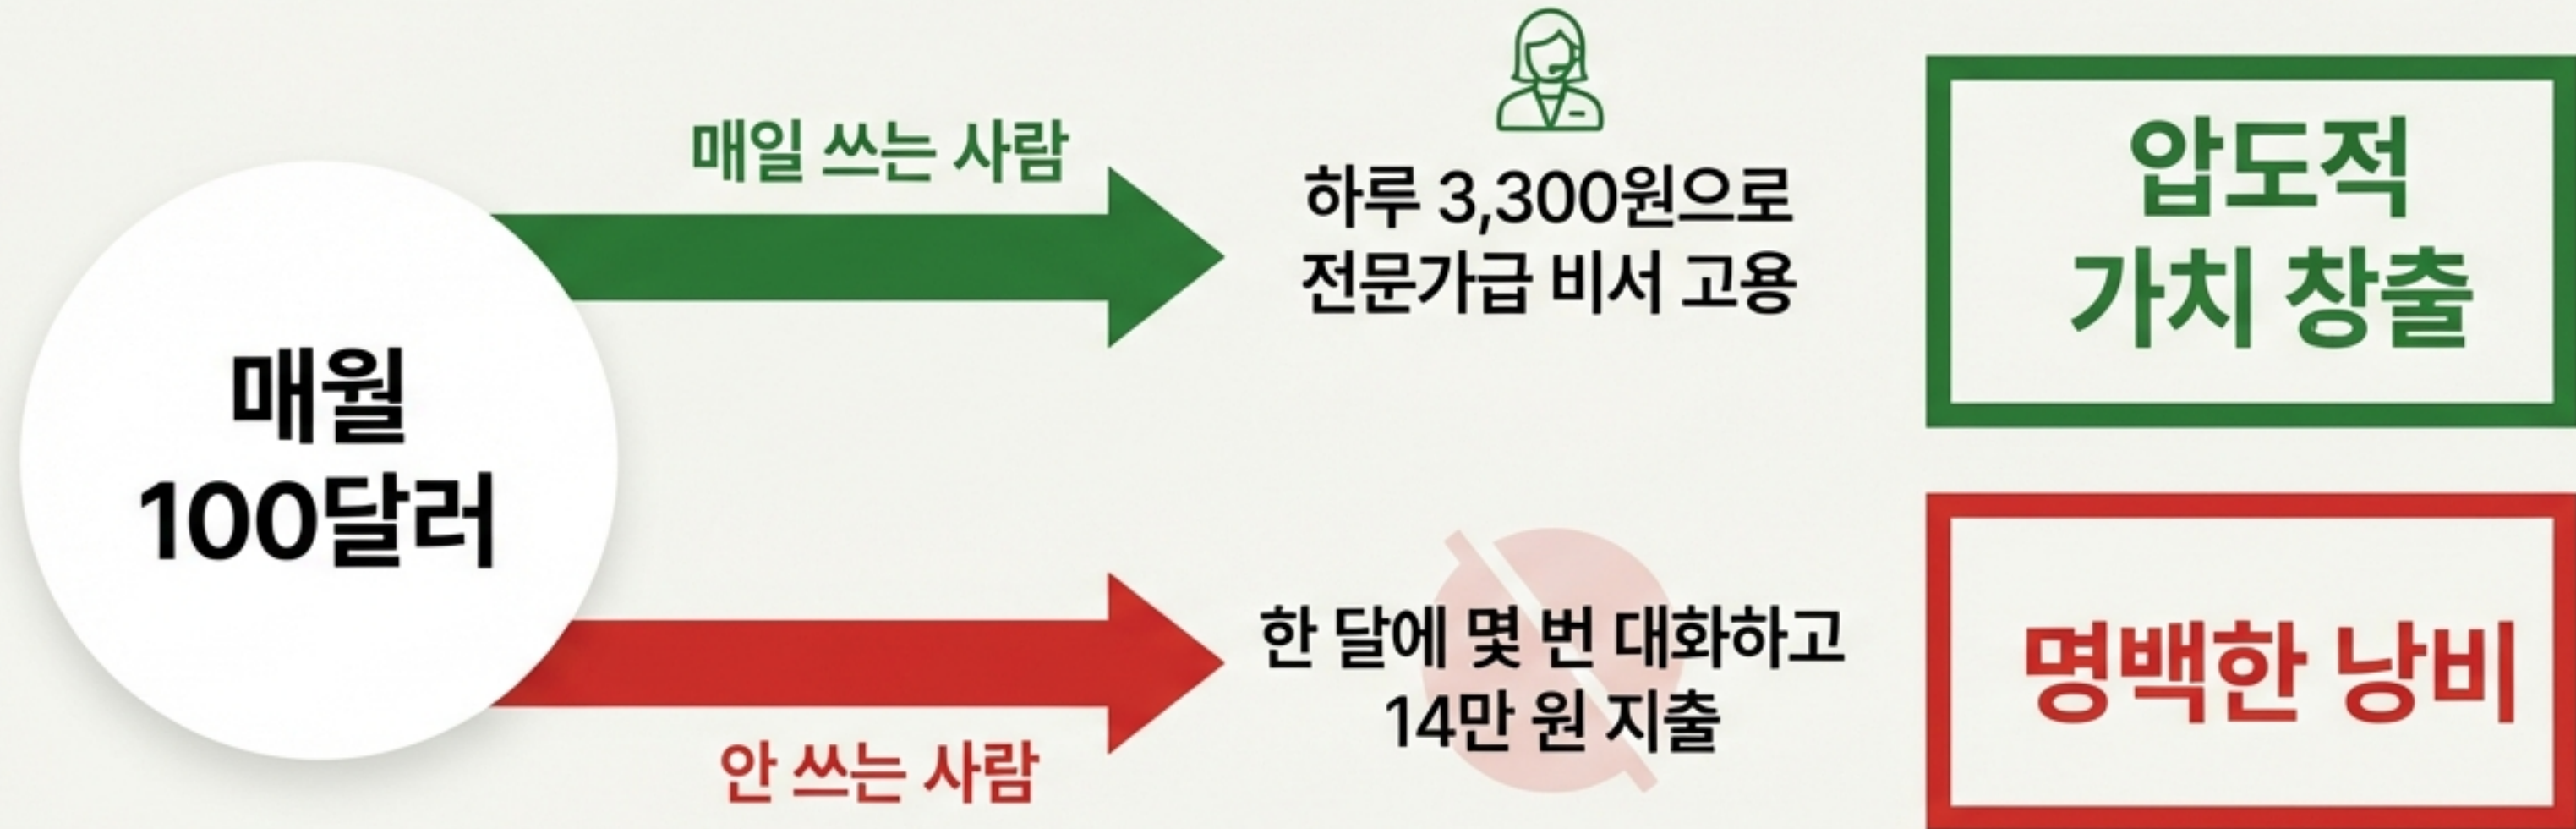 매월
100달러
매일 쓰는 사람
하루 3,300원으로
전문가급 비서 고용
압도적
가치 창출
안 쓰는 사람
한 달에 몇 번 대화하고
14만 원 지출
명백한 낭비